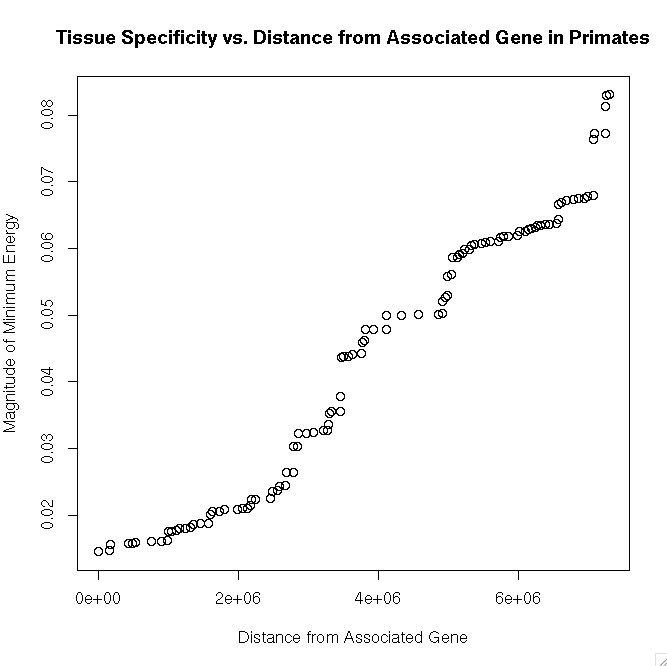 Tissue Specificity vs. Distance from Associated Gene in Primates
Magnitude of Minimum Energy
0.08
0.07
0.06
0.05
0.04
0.03
0.02
0e+00 2e+06 4e+06 6e+06
Distance from Associated Gene